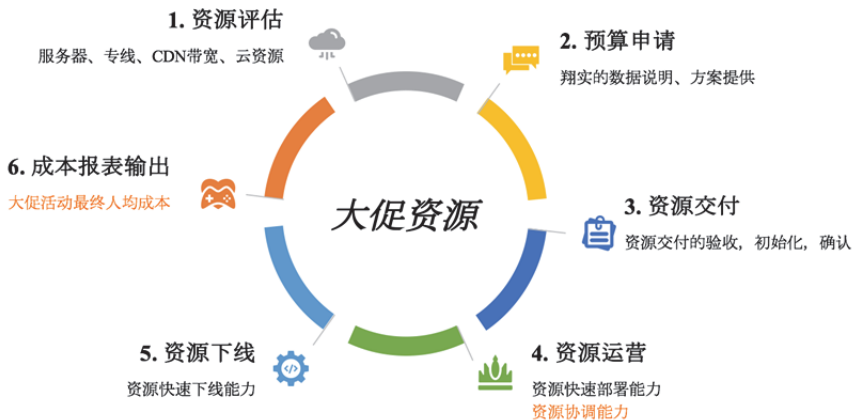 1. 资源评估
服务器、专线、CDN带宽、云资源
2. 预算申请
翔实的数据说明、方案提供
3. 资源交付
资源交付的验收，初始化，确认
4. 资源运营
资源快速部署能力
资源协调能力
5. 资源下线
资源快速下线能力
6. 成本报表输出
大促活动最终人均成本
大促资源